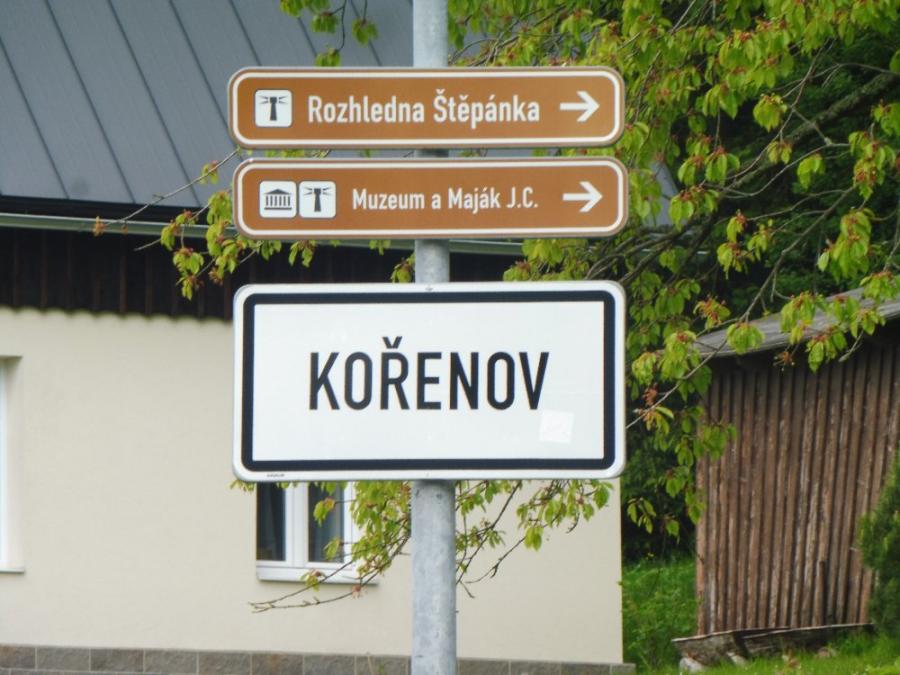 Rozhledna Štěpánka
Muzeum a Maják J.C.
KOŘENOV